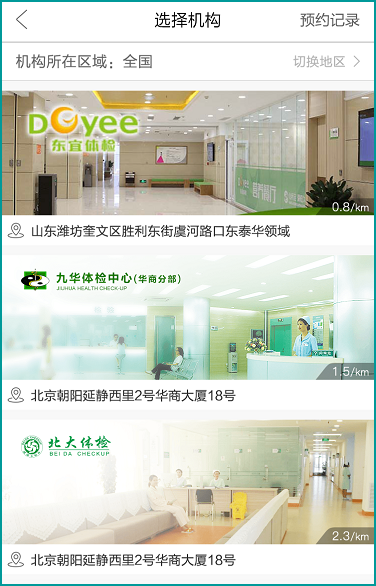 选择机构
预约记录
机构所在区域：全国
切换地区
Doyee
东宜体检
0.8/km
山东潍坊奎文区胜利东街虞河路口东泰华领域
九华体检中心(华商分部)
JIUHUA HEALTH CHECK-UP
1.5/km
北京朝阳延静西里2号华商大厦18号
北大体检
BEI DA CHECKUP
2.3/km
北京朝阳延静西里2号华商大厦18号